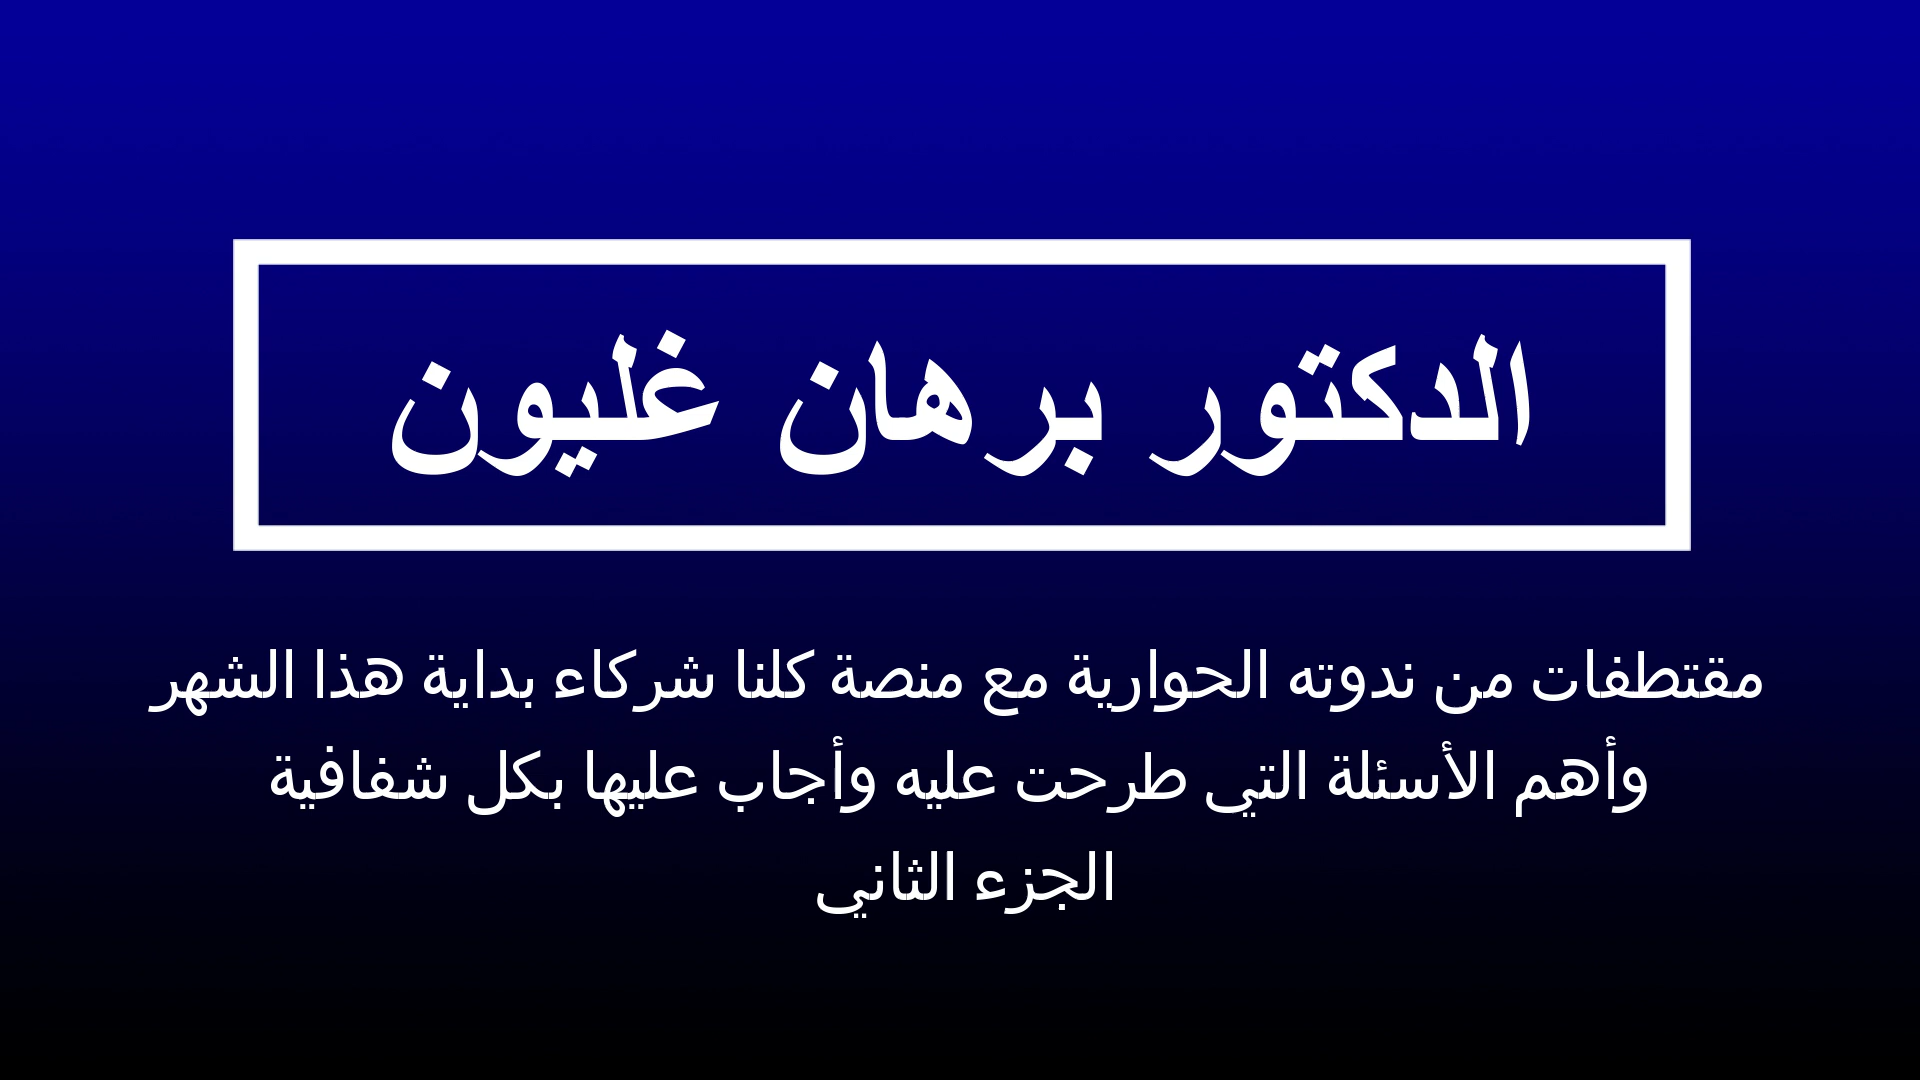 الدكتور برهان غليون
مقتطفات من ندوته الحوارية مع منصة كلنا شركاء بداية هذا الشهر
وأهم الأسئلة التي طرحت عليه وأجاب عليها بكل شفافية
الجزء الثاني